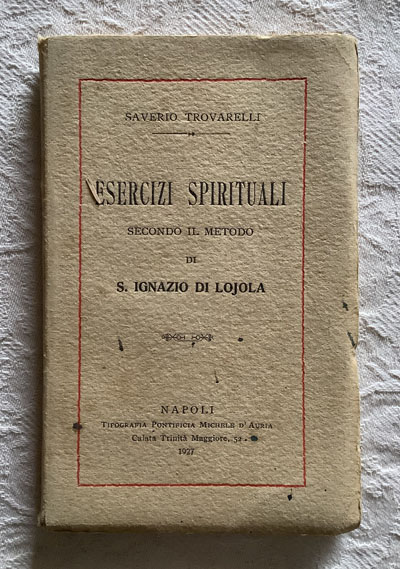 SAVERIO TROVARELLI
ESERCIZI SPIRITUALI
SECONDO IL METODO
DI
S. IGNAZIO DI LOJOLA
NAPOLI
TIPOGRAFIA PONTIFICIA MICHELE D'AURIA
Calata Trinità Maggiore, 52
1927